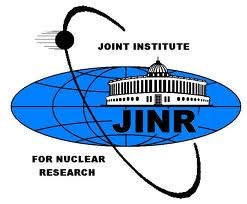 JOINT INSTITUTE
JINR
FOR NUCLEAR
RESEARCH